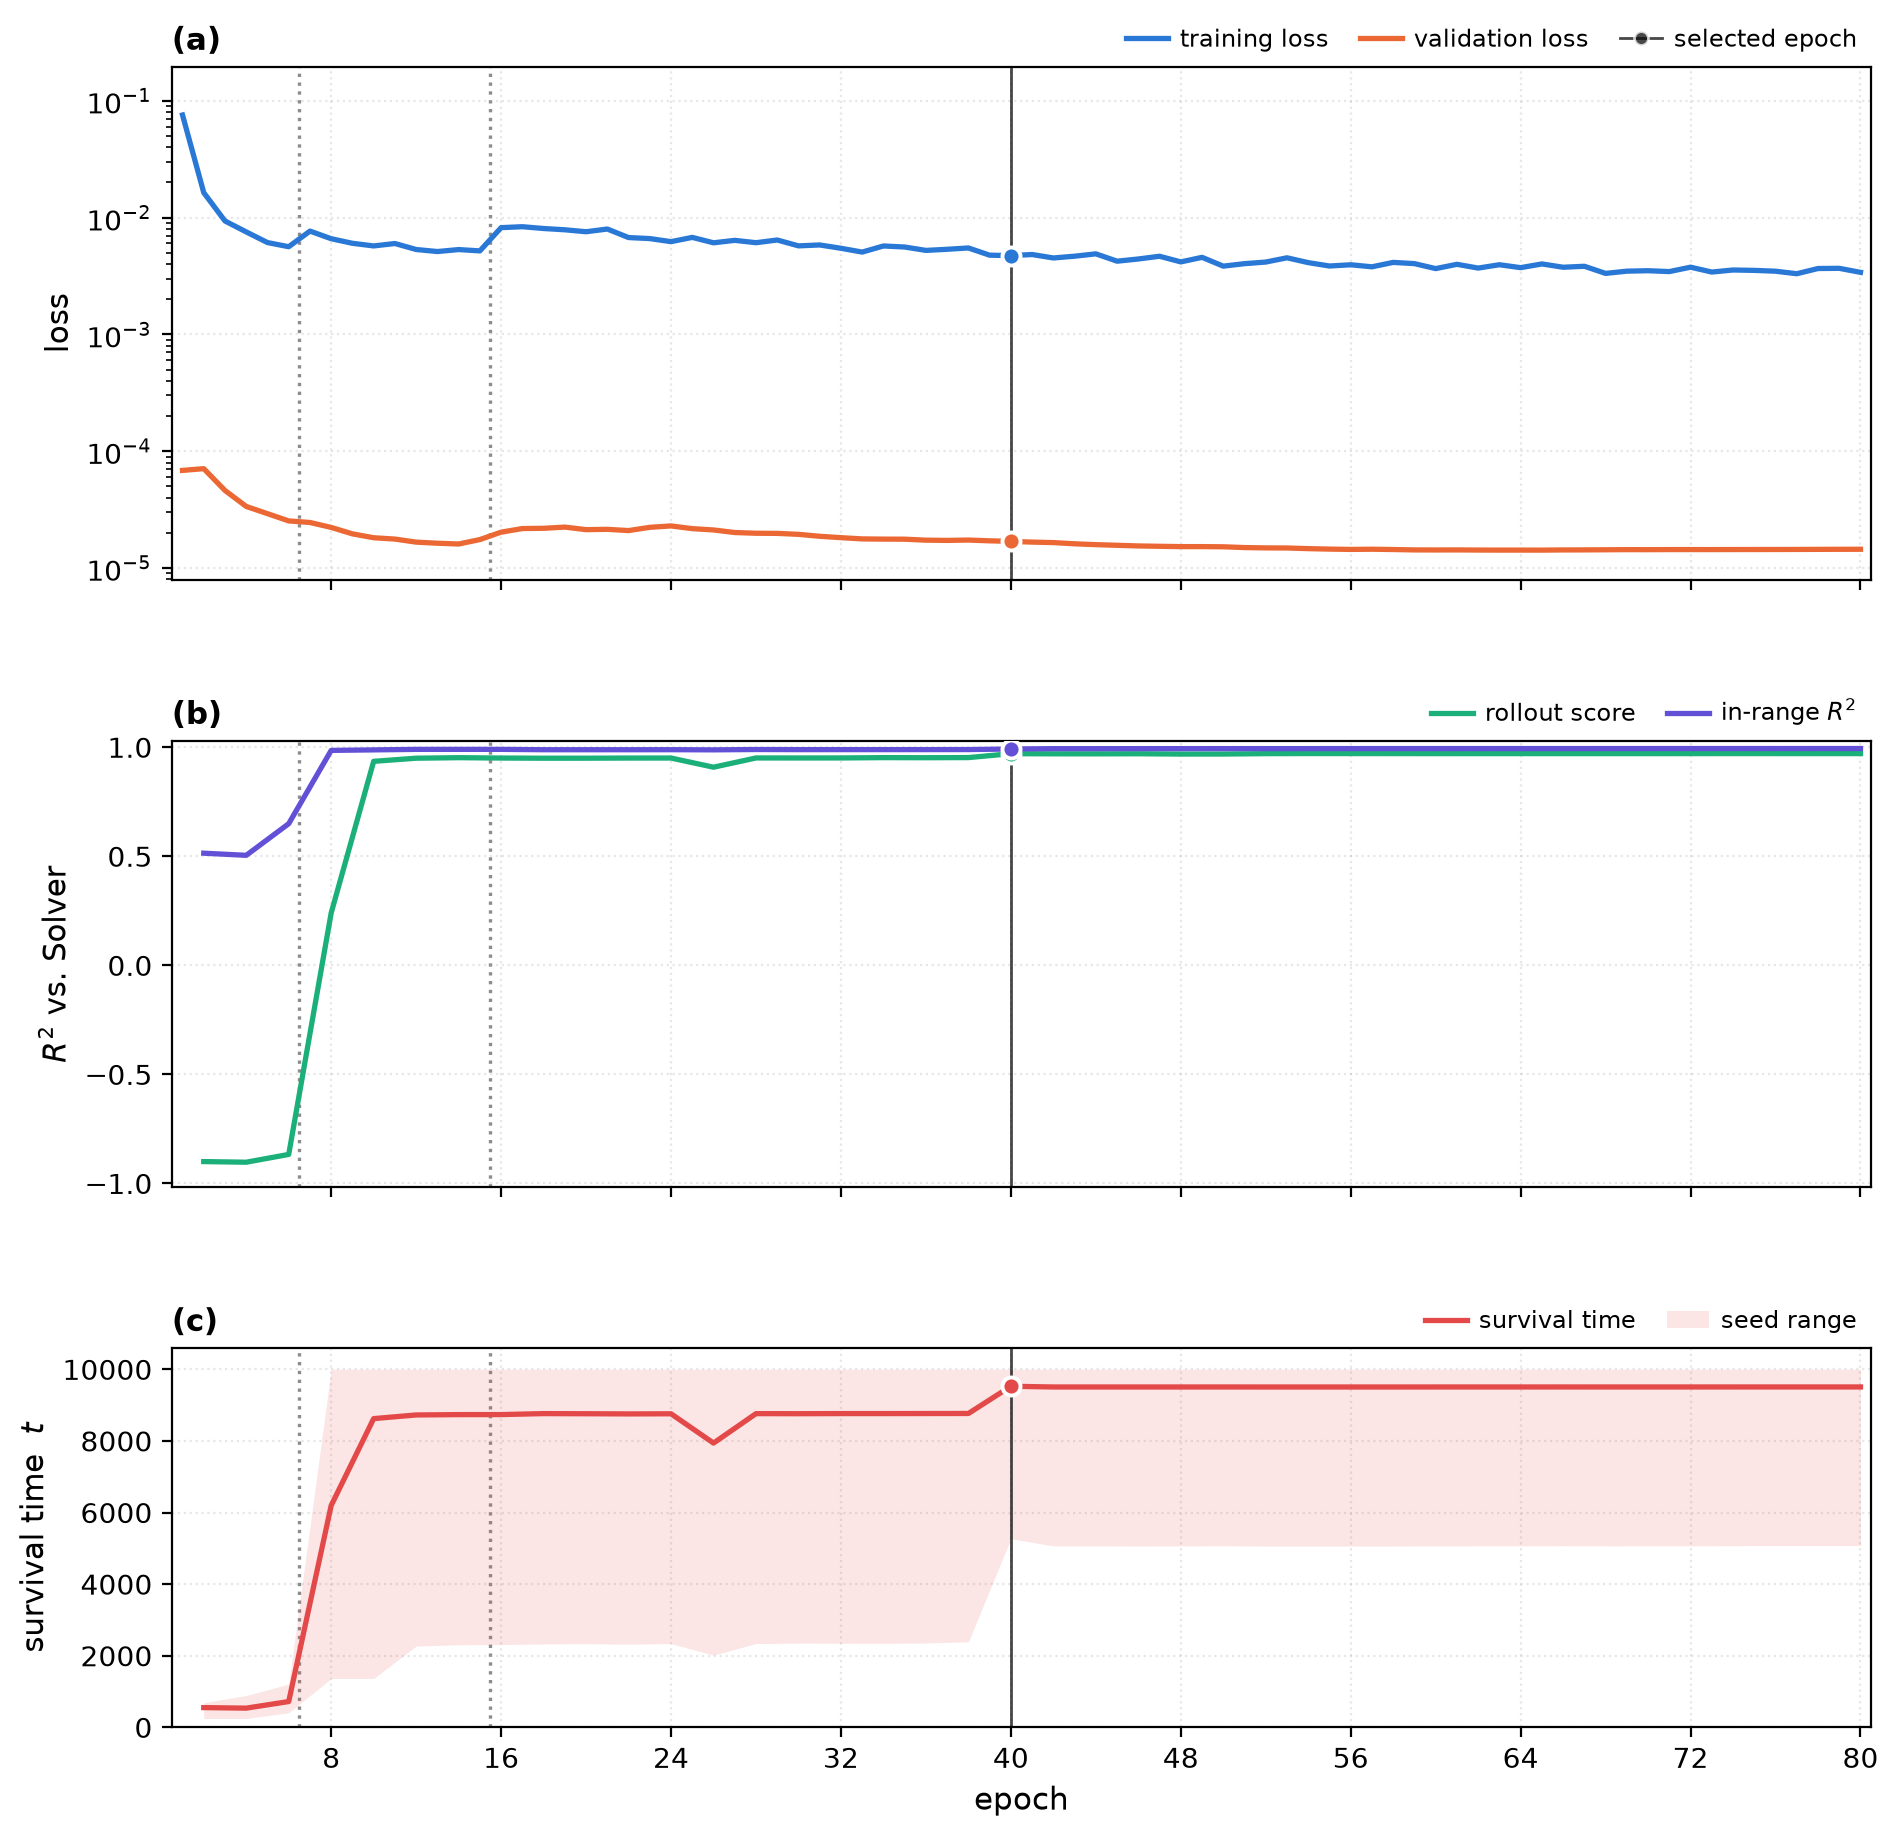 (a)
training loss validation loss selected epoch
10⁻¹
10⁻²
10⁻³
10⁻⁴
10⁻⁵
loss
(b)
rollout score in-range R²
1.0
0.5
0.0
−0.5
−1.0
R² vs. Solver
(c)
survival time seed range
10000
8000
6000
4000
2000
0
survival time t
8 16 24 32 40 48 56 64 72 80
epoch